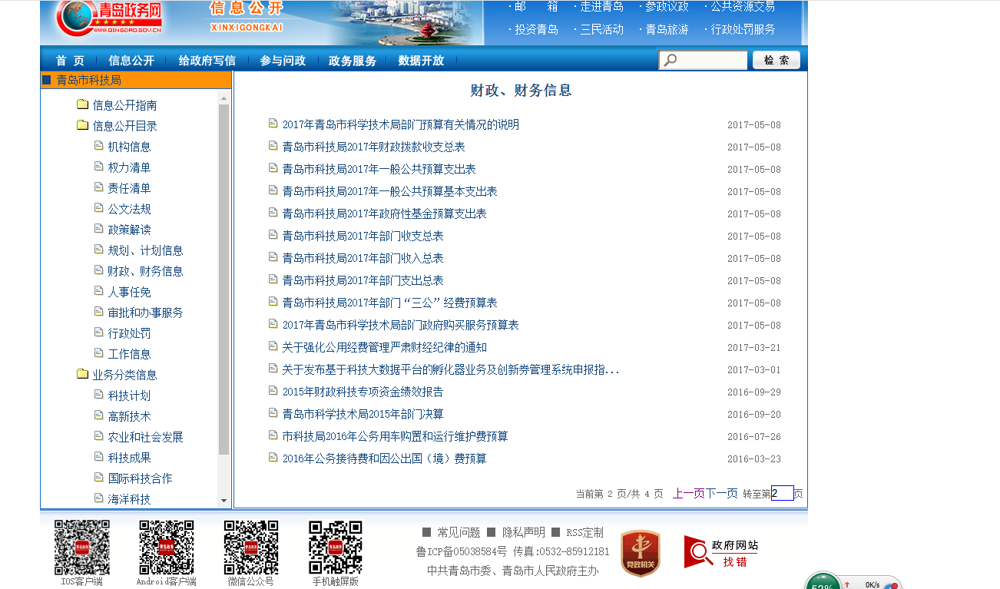 青岛政务网
WWW.QINGDAO.GOV.CN
信息公开
XINXIGONGKAI
·邮 箱 ·走进青岛 ·参政议政 ·公共资源交易
·投资青岛 ·三民活动 ·青岛旅游 ·行政处罚服务
首 页 信息公开 给政府写信 参与问政 政务服务 数据开放 检 索
青岛市科技局
信息公开指南
信息公开目录
机构信息
权力清单
责任清单
公文法规
政策解读
规划、计划信息
财政、财务信息
人事任免
审批和办事服务
行政处罚
工作信息
业务分类信息
科技计划
高新技术
农业和社会发展
科技成果
国际科技合作
海洋科技
财政、财务信息
2017年青岛市科学技术局部门预算有关情况的说明 2017-05-08
青岛市科技局2017年财政拨款收支总表 2017-05-08
青岛市科技局2017年一般公共预算支出表 2017-05-08
青岛市科技局2017年一般公共预算基本支出表 2017-05-08
青岛市科技局2017年政府性基金预算支出表 2017-05-08
青岛市科技局2017年部门收支总表 2017-05-08
青岛市科技局2017年部门收入总表 2017-05-08
青岛市科技局2017年部门支出总表 2017-05-08
青岛市科技局2017年部门“三公”经费预算表 2017-05-08
2017年青岛市科学技术局部门政府购买服务预算表 2017-05-08
关于强化公用经费管理严肃财经纪律的通知 2017-03-21
关于发布基于科技大数据平台的孵化器业务及创新券管理系统申报指... 2017-03-01
2015年财政科技专项资金绩效报告 2016-09-29
青岛市科学技术局2015年部门决算 2016-09-20
市科技局2016年公务用车购置和运行维护费预算 2016-07-26
2016年公务接待费和因公出国（境）费预算 2016-03-23
当前第 2 页/共 4 页 上一页下一页 转至第2页
IOS客户端
Android客户端
微信公众号
手机触屏版
■ 常见问题 ■ 隐私声明 ■ RSS定制
鲁ICP备05038584号 传真:0532-85912181
中共青岛市委、青岛市人民政府主办
党政机关
政府网站
找错
52%
0K/s